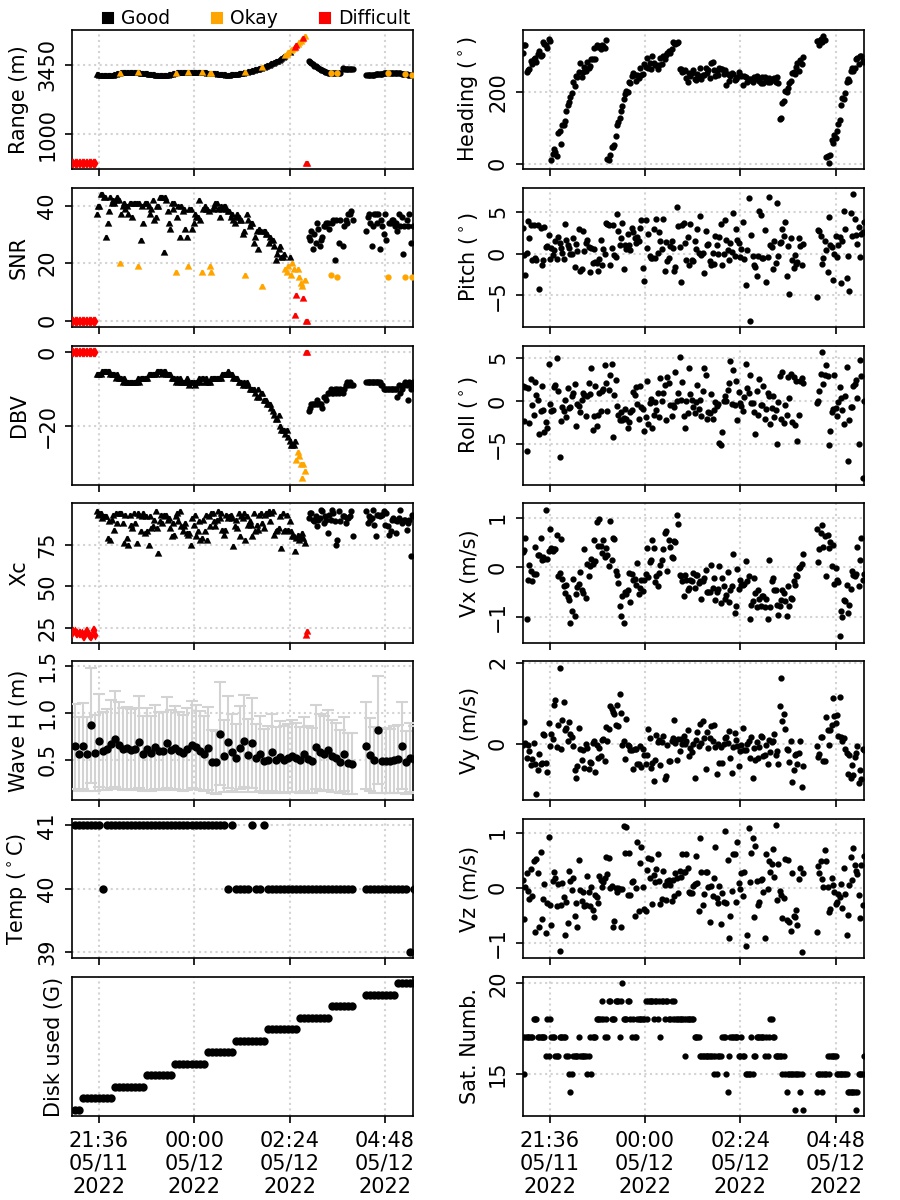 Good Okay Difficult
Range (m)
3450
1000
Heading (°)
200
0
SNR
40
20
0
Pitch (°)
5
0
−5
DBV
0
−20
Roll (°)
5
0
−5
Xc
75
50
25
Vx (m/s)
1
0
−1
Wave H (m)
1.5
1.0
0.5
Vy (m/s)
2
0
Temp (°C)
41
40
39
Vz (m/s)
1
0
−1
Disk used (G)
Sat. Numb.
20
15
21:36 00:00 02:24 04:48
05/11 05/12 05/12 05/12
2022 2022 2022 2022
21:36 00:00 02:24 04:48
05/11 05/12 05/12 05/12
2022 2022 2022 2022